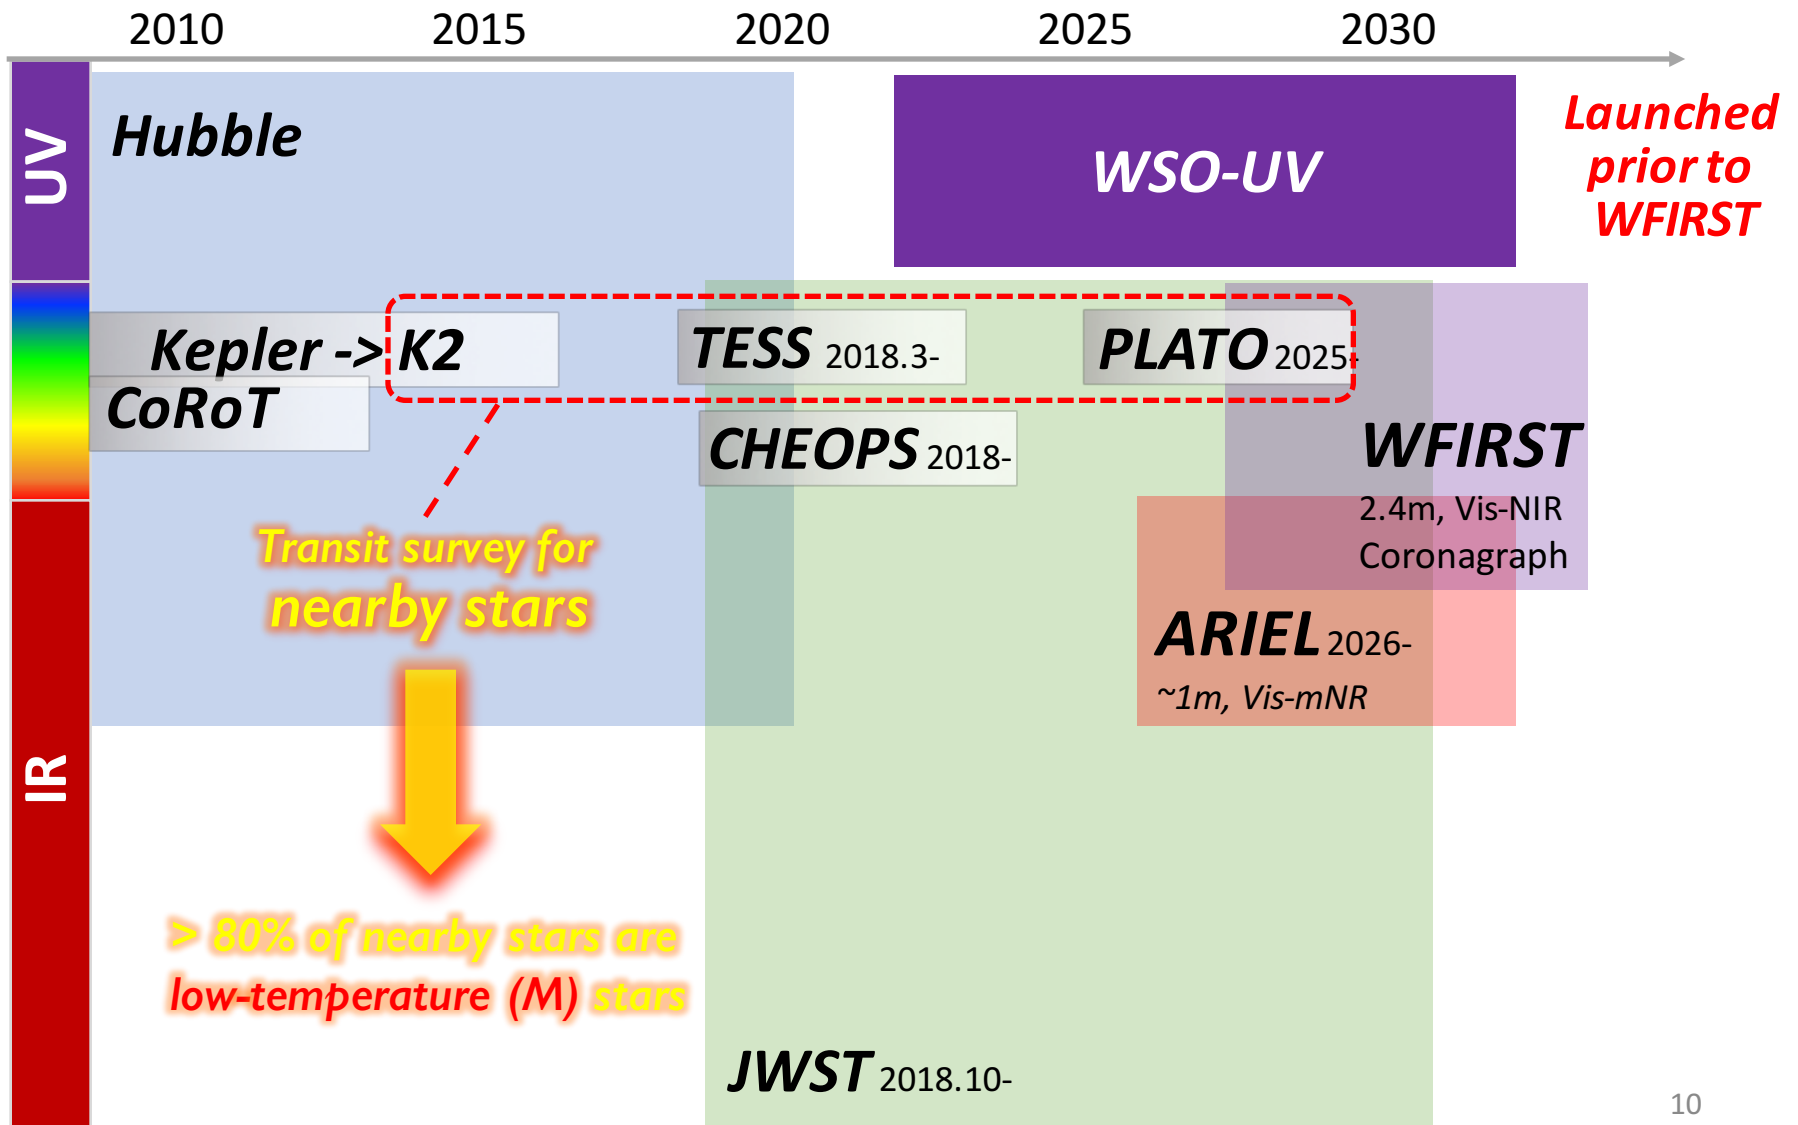 2010 2015 2020 2025 2030
UV
Hubble
WSO-UV
Launched
prior to
WFIRST
Kepler -> K2
TESS 2018.3-
PLATO 2025-
CoRoT
CHEOPS 2018-
WFIRST
2.4m, Vis-NIR
Coronagraph
Transit survey for
nearby stars
ARIEL 2026-
~1m, Vis-mNR
IR
> 80% of nearby stars are
low-temperature (M) stars
JWST 2018.10-
10